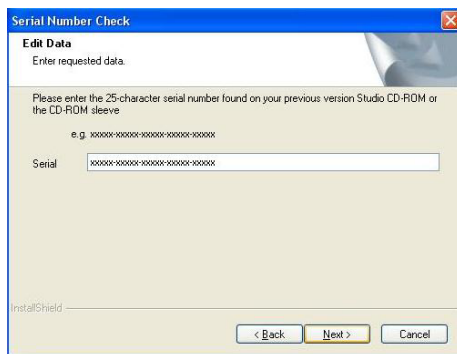 Serial Number Check
Edit Data
Enter requested data.
Please enter the 25-character serial number found on your previous version Studio CD-ROM or
the CD-ROM sleeve
e.g. xxxxx-xxxxx-xxxxx-xxxxx-xxxxx
Serial xxxxx-xxxxx-xxxxx-xxxxx-xxxxx
InstallShield
< Back Next > Cancel